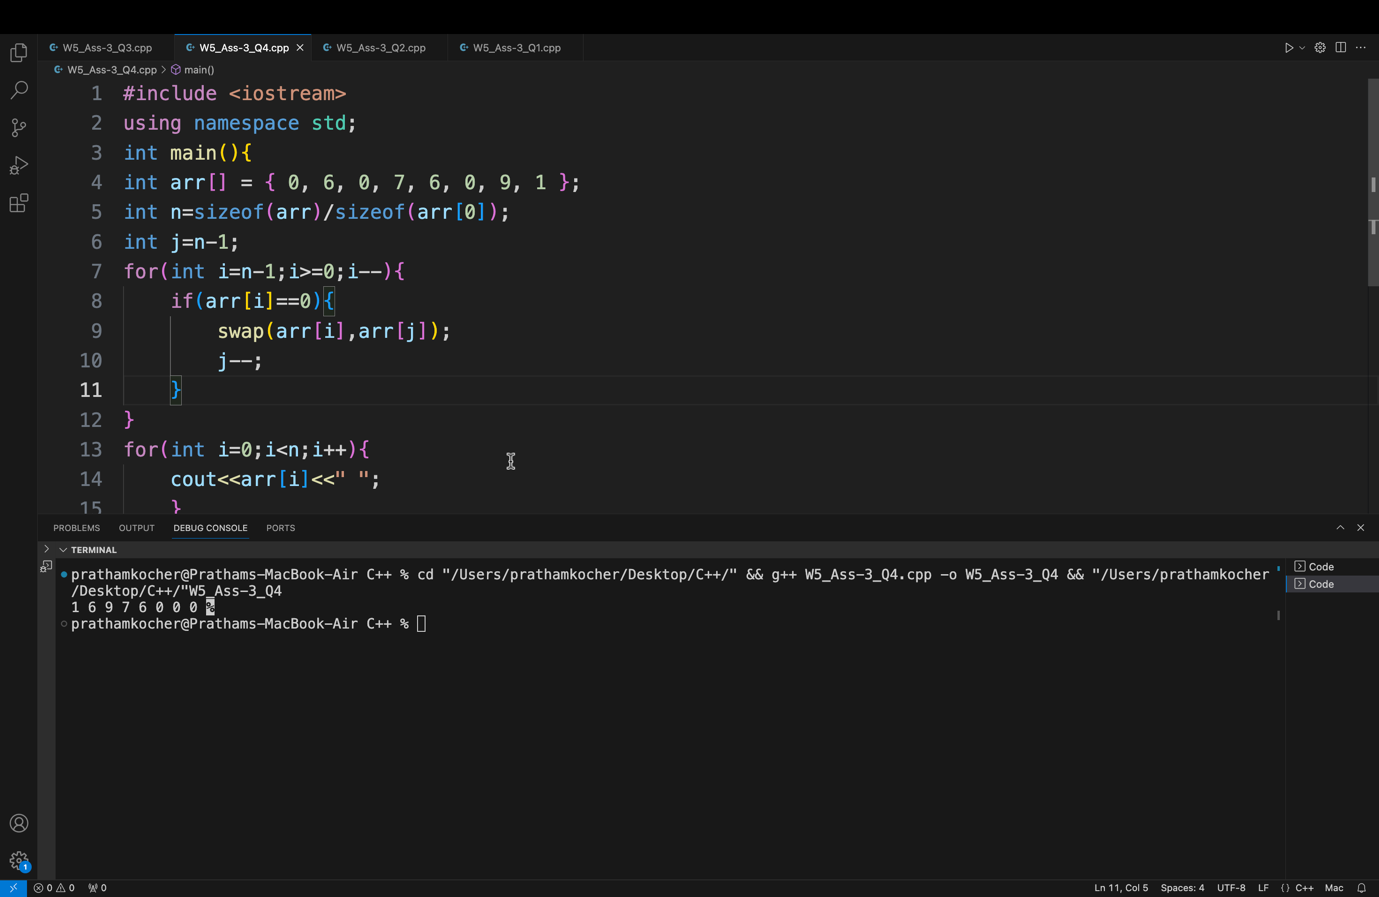 W5_Ass-3_Q3.cpp W5_Ass-3_Q4.cpp W5_Ass-3_Q2.cpp W5_Ass-3_Q1.cpp
W5_Ass-3_Q4.cpp > main()
1 #include <iostream>
2 using namespace std;
3 int main(){
4 int arr[] = { 0, 6, 0, 7, 6, 0, 9, 1 };
5 int n=sizeof(arr)/sizeof(arr[0]);
6 int j=n-1;
7 for(int i=n-1;i>=0;i--){
8 if(arr[i]==0){
9 swap(arr[i],arr[j]);
10 j--;
11 }
12 }
13 for(int i=0;i<n;i++){
14 cout<<arr[i]<<" ";
15 }
PROBLEMS OUTPUT DEBUG CONSOLE PORTS
TERMINAL
prathamkocher@Prathams-MacBook-Air C++ % cd "/Users/prathamkocher/Desktop/C++/" && g++ W5_Ass-3_Q4.cpp -o W5_Ass-3_Q4 && "/Users/prathamkocher
/Desktop/C++/"W5_Ass-3_Q4
1 6 9 7 6 0 0 0 %
prathamkocher@Prathams-MacBook-Air C++ %
Code
Code
1
0 0 0 Ln 11, Col 5 Spaces: 4 UTF-8 LF {} C++ Mac